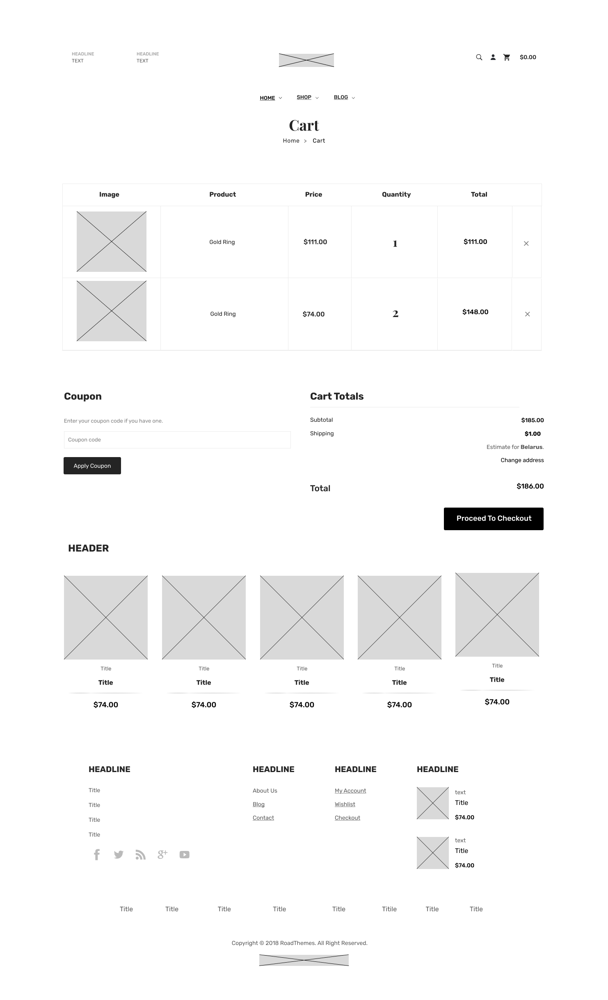 HEADLINE
TEXT
HEADLINE
TEXT
$0.00
HOME SHOP BLOG
Cart
Home > Cart
Image Product Price Quantity Total
Gold Ring $111.00 1 $111.00
Gold Ring $74.00 2 $148.00
Coupon
Enter your coupon code if you have one.
Coupon code
Apply Coupon
Cart Totals
Subtotal $185.00
Shipping $1.00
Estimate for Belarus.
Change address
Total $186.00
Proceed To Checkout
HEADER
Title Title Title Title Title
Title Title Title Title Title
$74.00 $74.00 $74.00 $74.00 $74.00
HEADLINE
Title
Title
Title
Title
HEADLINE
About Us
Blog
Contact
HEADLINE
My Account
Wishlist
Checkout
HEADLINE
text
Title
$74.00
text
Title
$74.00
Title Title Title Title Title Titile Title Title
Copyright © 2018 RoadThemes. All Right Reserved.